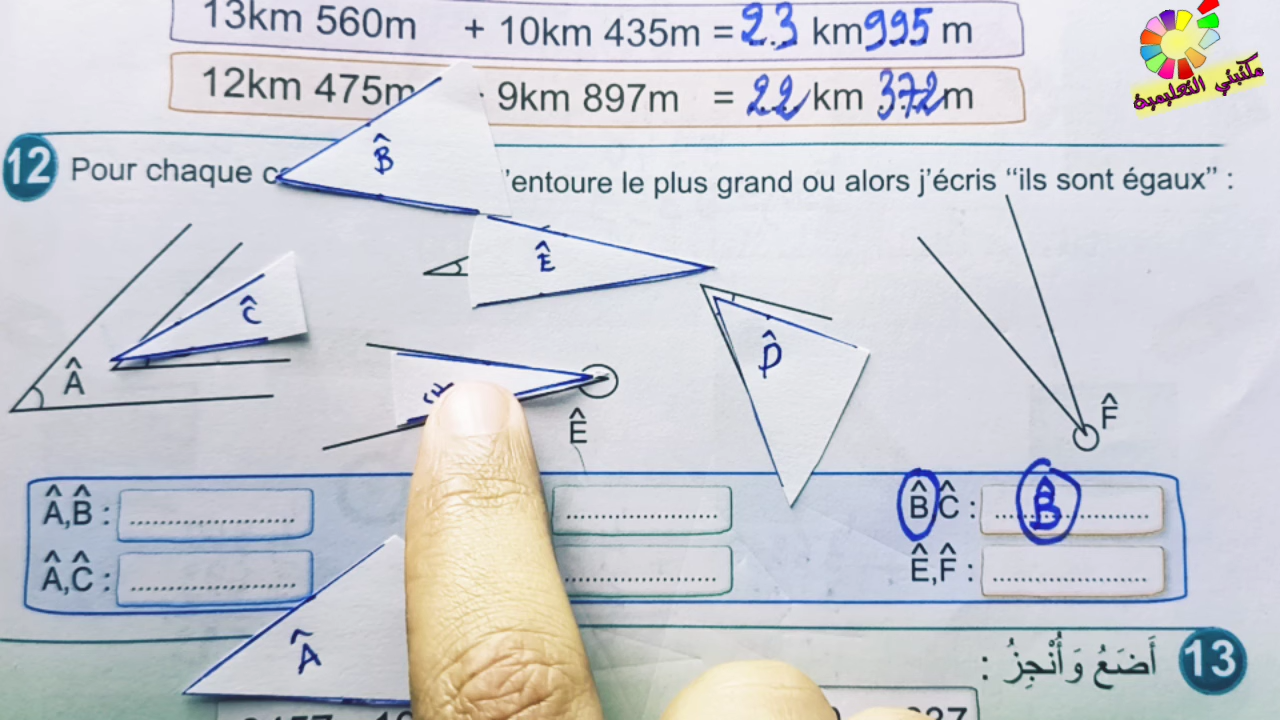 13km 560m + 10km 435m = 23 km 995 m
12km 475m 9km 897m = 22 km 372 m
مكتبتي التعليمية
12 Pour chaque 'entoure le plus grand ou alors j'écris “ils sont égaux” :
B̂
Ê
Ĉ
Â
D̂
Ê
F̂
Â,B̂ : ....................
B̂,Ĉ : .................... B̂
Â,Ĉ : ....................
Ê,F̂ : ....................
Â
13 أَضَعُ وَأُنْجِزُ :